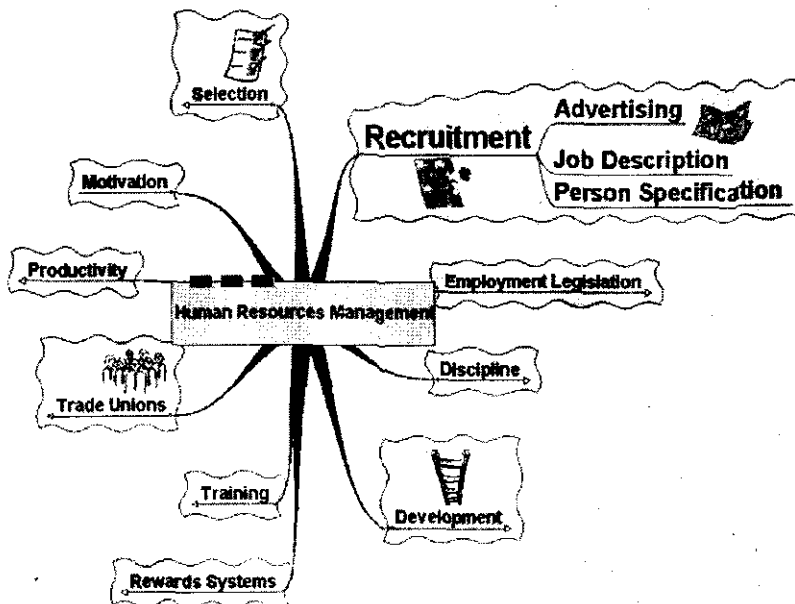 Selection
Recruitment
Advertising
Job Description
Person Specification
Motivation
Productivity
Employment Legislation
Human Resources Management
Discipline
Trade Unions
Training
Development
Rewards Systems